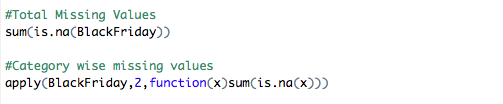 #Total Missing Values
sum(is.na(BlackFriday))
#Category wise missing values
apply(BlackFriday,2,function(x)sum(is.na(x)))